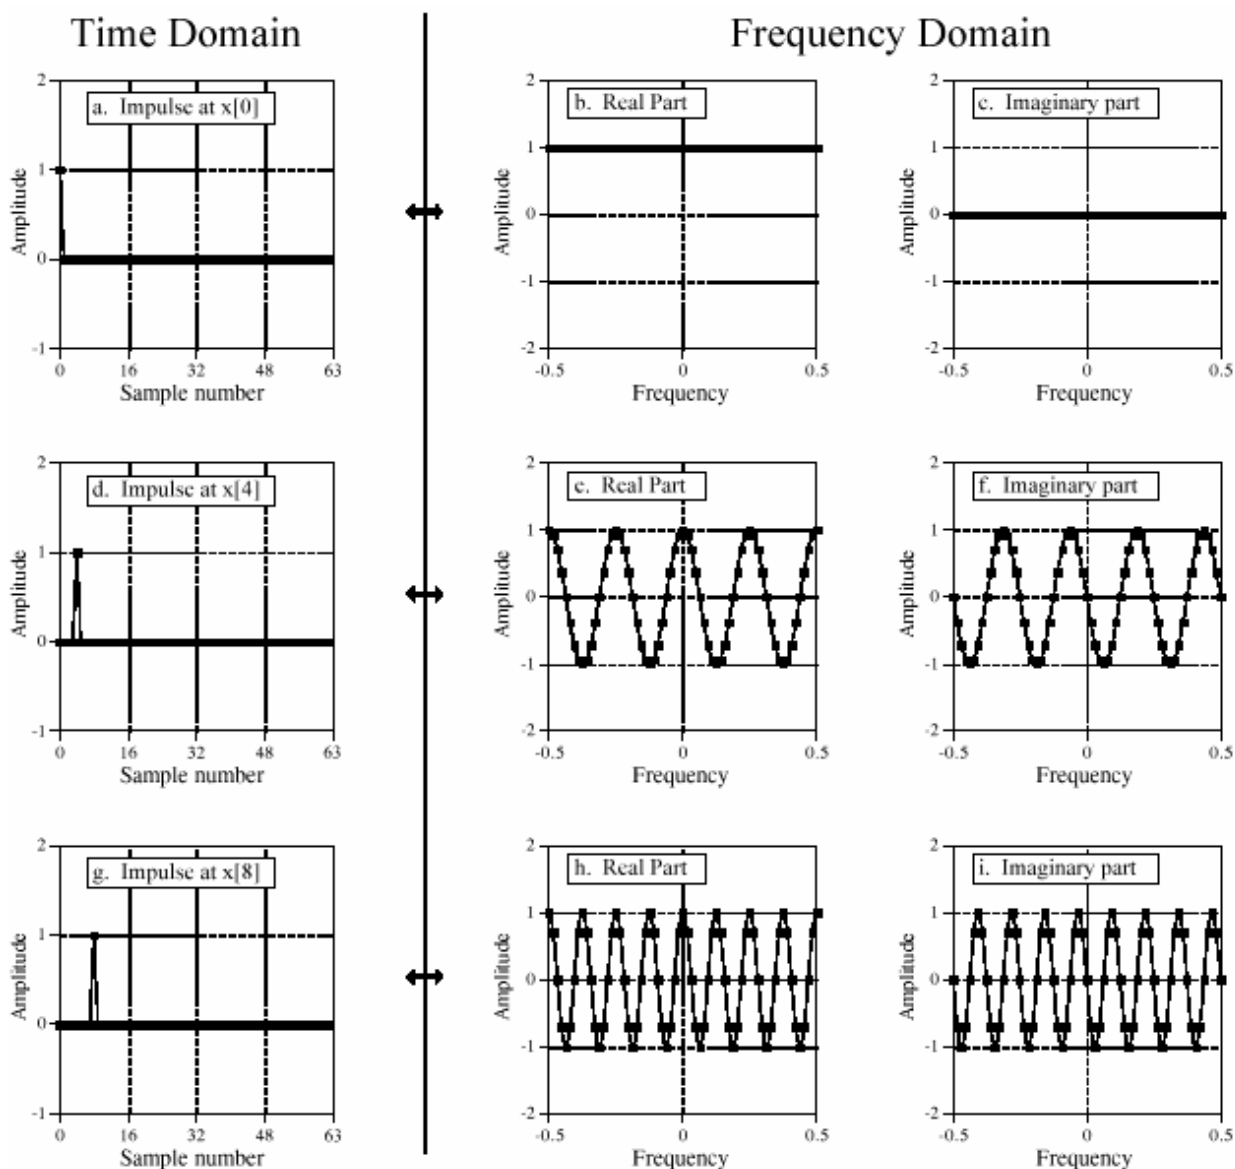 Time Domain
Frequency Domain
a. Impulse at x[0]
2
1
0
-1
Amplitude
0 16 32 48 63
Sample number
b. Real Part
2
1
0
-1
-2
Amplitude
-0.5 0 0.5
Frequency
c. Imaginary part
2
1
0
-1
-2
Amplitude
-0.5 0 0.5
Frequency
d. Impulse at x[4]
2
1
0
-1
Amplitude
0 16 32 48 63
Sample number
e. Real Part
2
1
0
-1
-2
Amplitude
-0.5 0 0.5
Frequency
f. Imaginary part
2
1
0
-1
-2
Amplitude
-0.5 0 0.5
Frequency
g. Impulse at x[8]
2
1
0
-1
Amplitude
0 16 32 48 63
Sample number
h. Real Part
2
1
0
-1
-2
Amplitude
-0.5 0 0.5
Frequency
i. Imaginary part
2
1
0
-1
-2
Amplitude
-0.5 0 0.5
Frequency